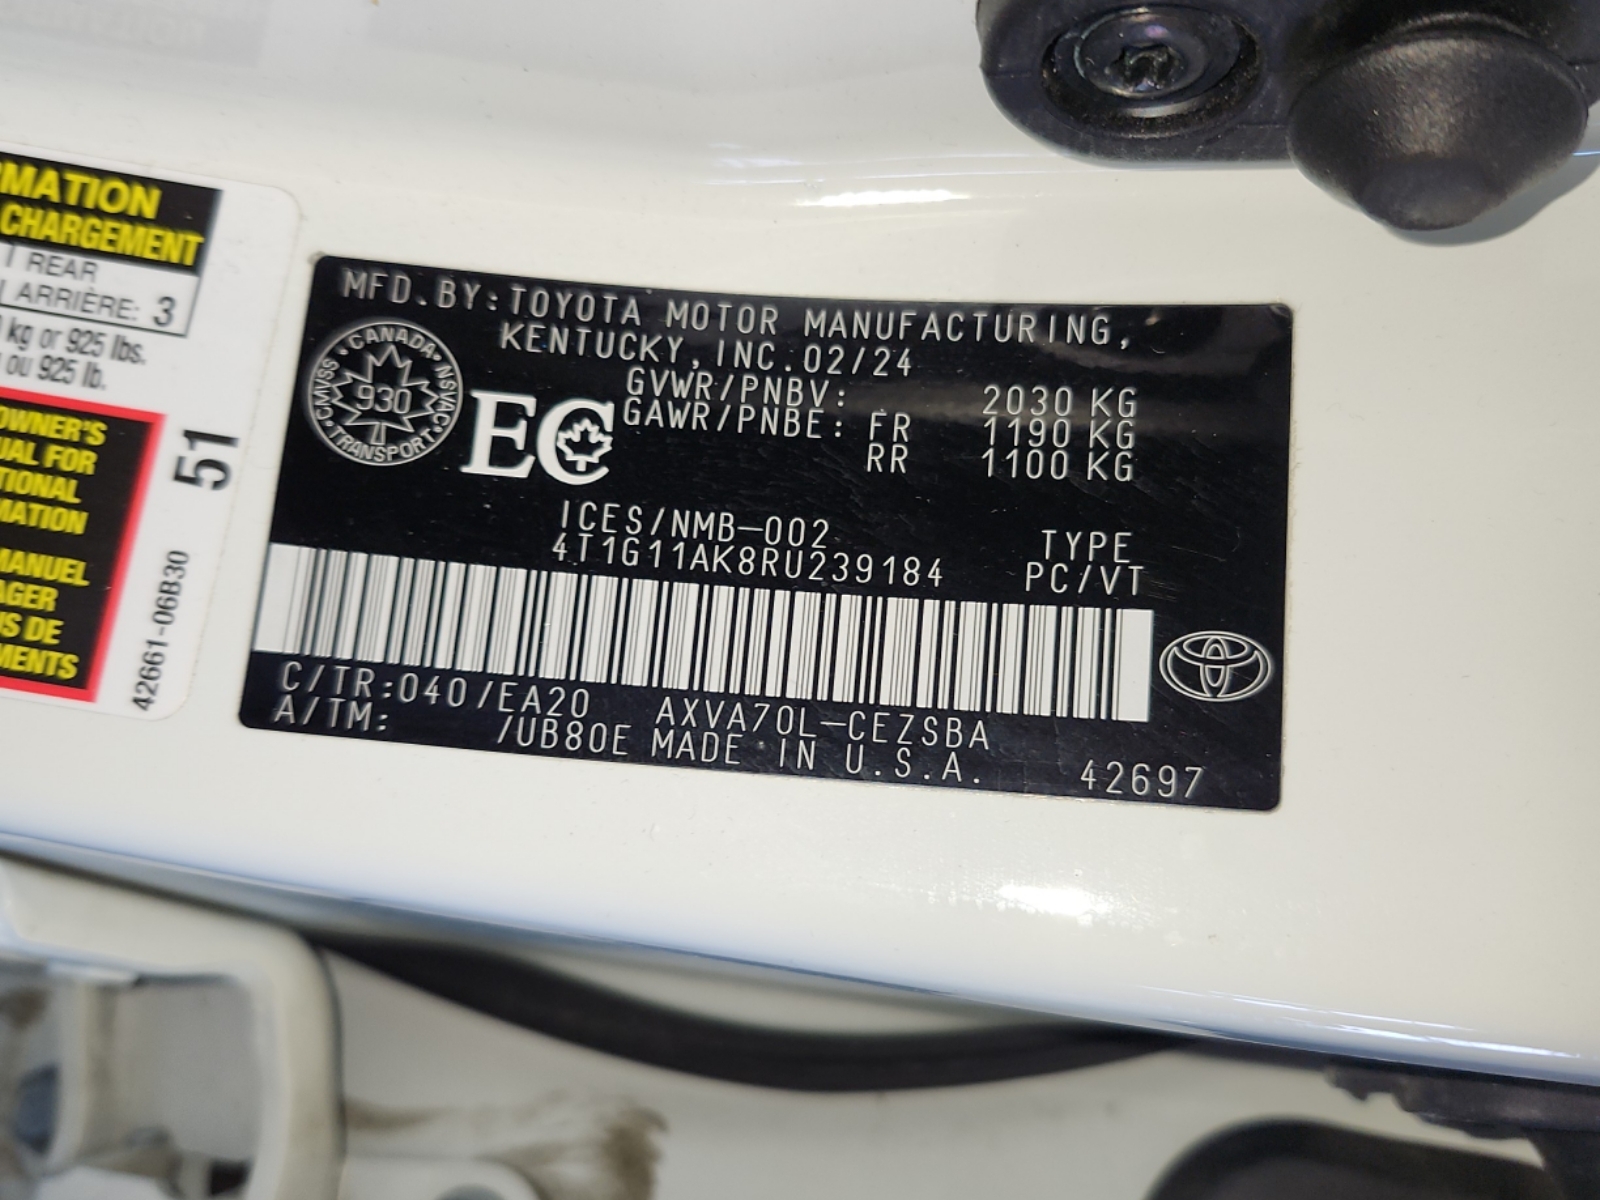 RMATION
CHARGEMENT
REAR
ARRIÈRE: 3
kg or 925 lbs.
ou 925 lb.
OWNER'S
UAL FOR
TIONAL
MATION
MANUEL
AGER
US DE
MENTS
51
42661-06B30
MFD.BY:TOYOTA MOTOR MANUFACTURING,
KENTUCKY,INC.02/24
GVWR/PNBV: 2030 KG
GAWR/PNBE: FR 1190 KG
RR 1100 KG
CANADA
930
TRANSPORT
CMVSS
NSVAC
EC
ICES/NMB-002
4T1G11AK8RU239184
TYPE
PC/VT
C/TR:040/EA20 AXVA70L-CEZSBA
A/TM: /UB80E MADE IN U.S.A.
42697